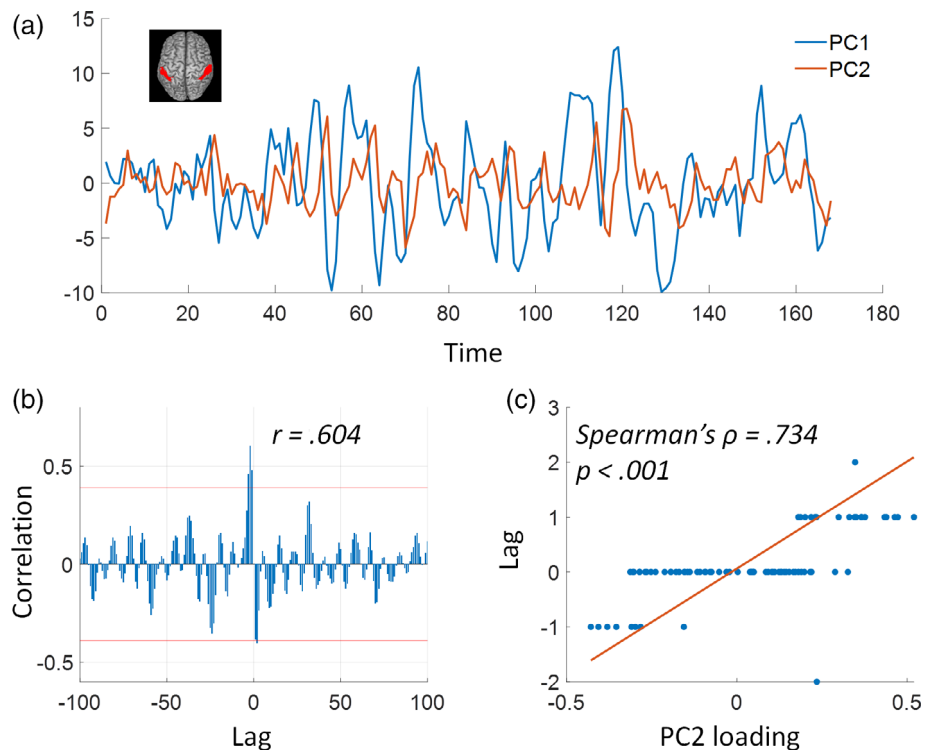 (a)
15
10
5
0
-5
-10
PC1
PC2
0 20 40 60 80 100 120 140 160 180
Time
(b)
r = .604
0.5
0
-0.5
Correlation
-100 -50 0 50 100
Lag
(c)
Spearman's ρ = .734
p < .001
3
2
1
0
-1
-2
Lag
-0.5 0 0.5
PC2 loading